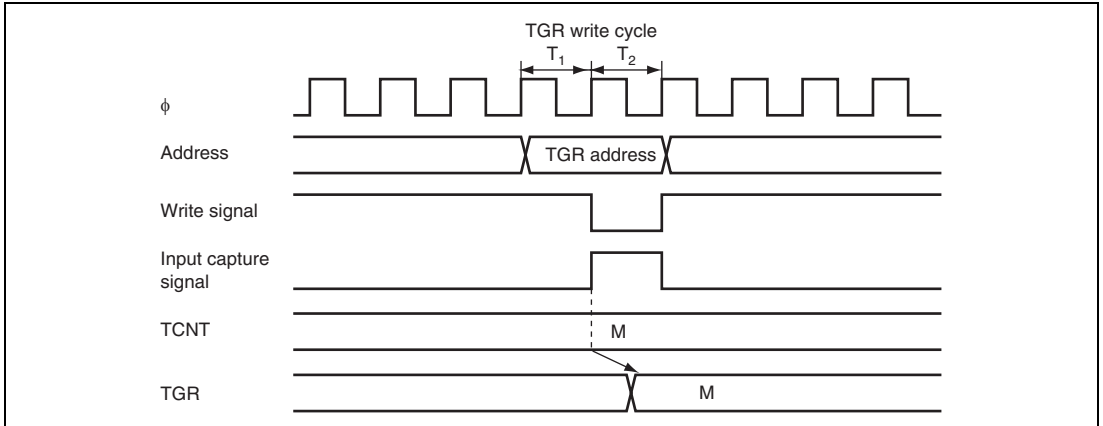 TGR write cycle
T₁ T₂
ϕ
Address
TGR address
Write signal
Input capture
signal
TCNT
M
TGR
M